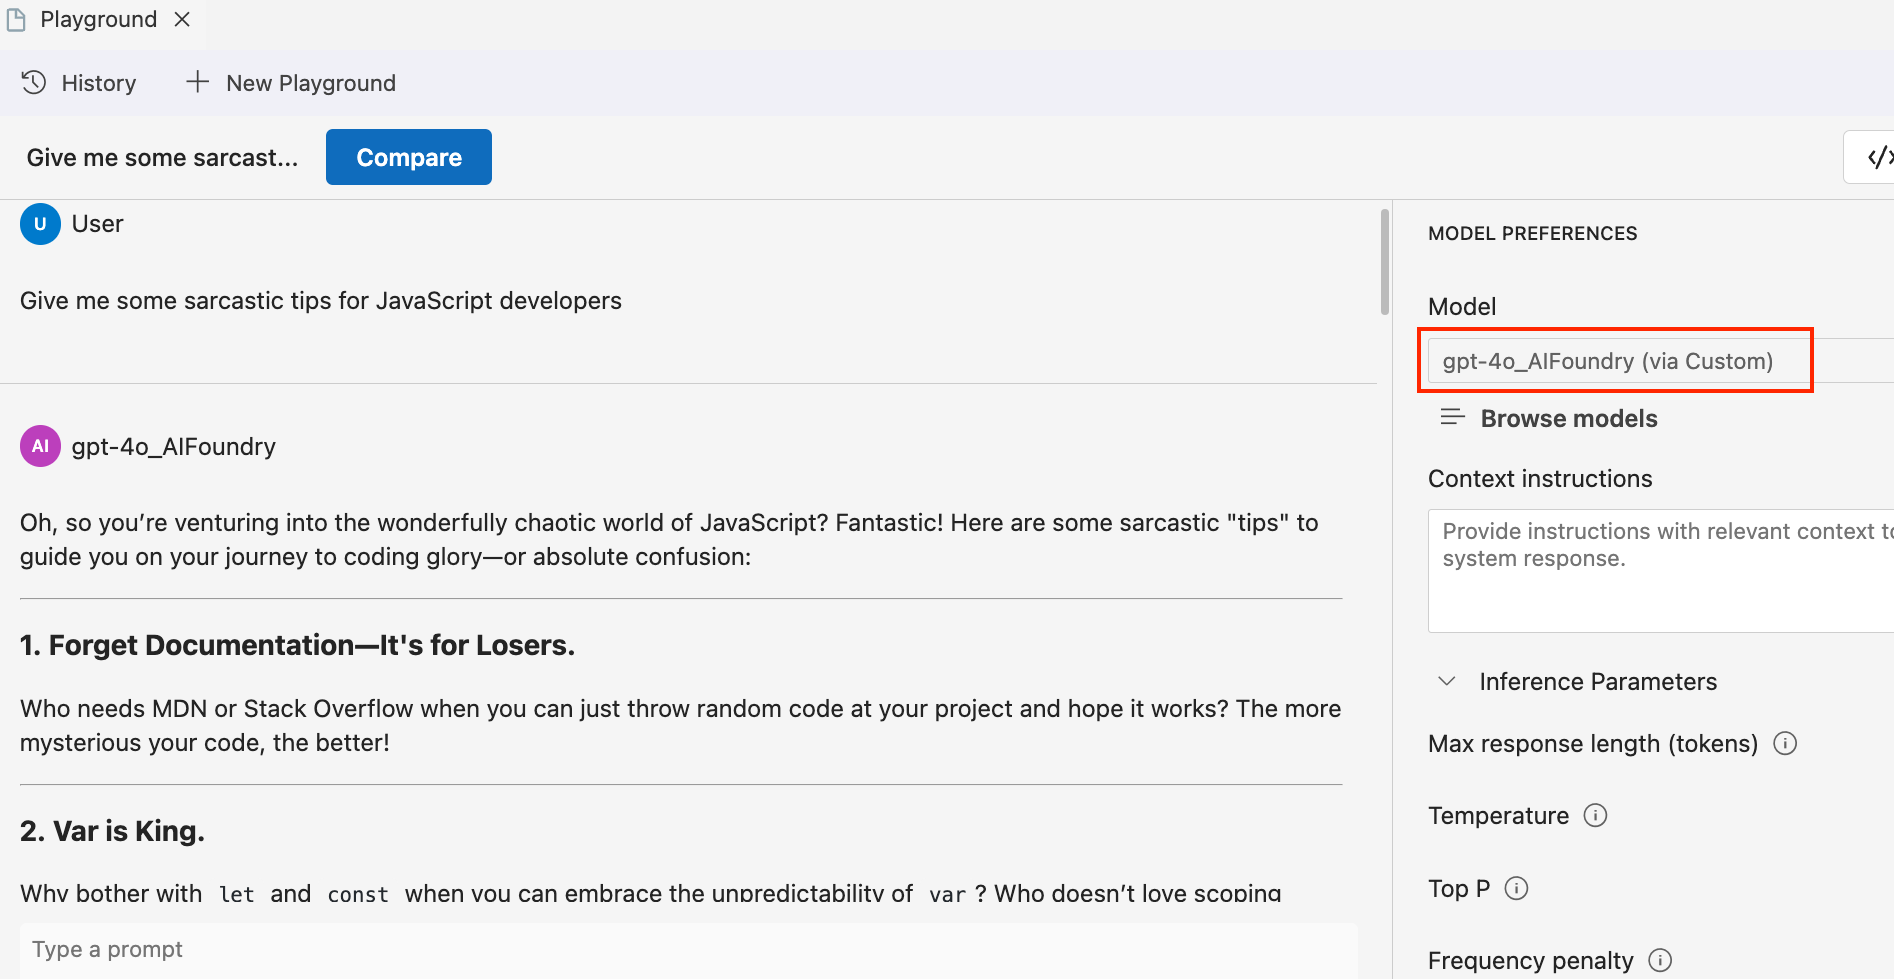 Playground
History
New Playground
Give me some sarcast...
Compare
</>
U
User
Give me some sarcastic tips for JavaScript developers
AI
gpt-4o_AIFoundry
Oh, so you’re venturing into the wonderfully chaotic world of JavaScript? Fantastic! Here are some sarcastic "tips" to
guide you on your journey to coding glory—or absolute confusion:
1. Forget Documentation—It's for Losers.
Who needs MDN or Stack Overflow when you can just throw random code at your project and hope it works? The more
mysterious your code, the better!
2. Var is King.
Why bother with let and const when you can embrace the unpredictability of var? Who doesn’t love scoping
Type a prompt
MODEL PREFERENCES
Model
gpt-4o_AIFoundry (via Custom)
Browse models
Context instructions
Provide instructions with relevant context to
system response.
Inference Parameters
Max response length (tokens)
Temperature
Top P
Frequency penalty